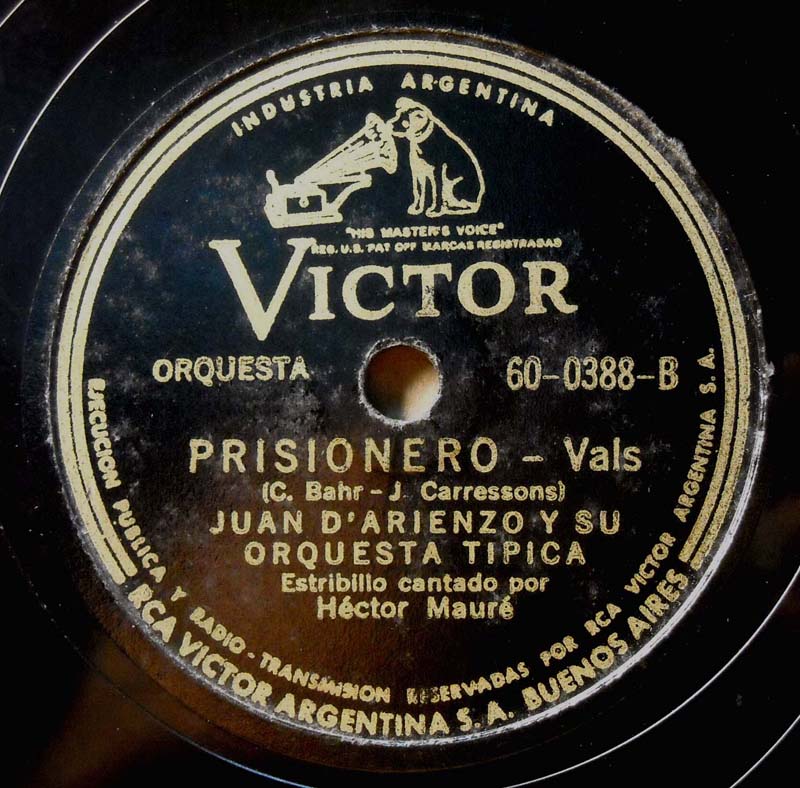 INDUSTRIA ARGENTINA
"HIS MASTER'S VOICE"
REG. U.S. PAT OFF MARCAS REGISTRADAS
VICTOR
ORQUESTA
60-0388-B
PRISIONERO - Vals
(C. Bahr - J. Carressons)
JUAN D'ARIENZO Y SU
ORQUESTA TIPICA
Estribillo cantado por
Héctor Mauré
EJECUCION PUBLICA Y RADIO-TRANSMISION RESERVADAS POR RCA VICTOR ARGENTINA S. A.
RCA VICTOR ARGENTINA S. A. BUENOS AIRES